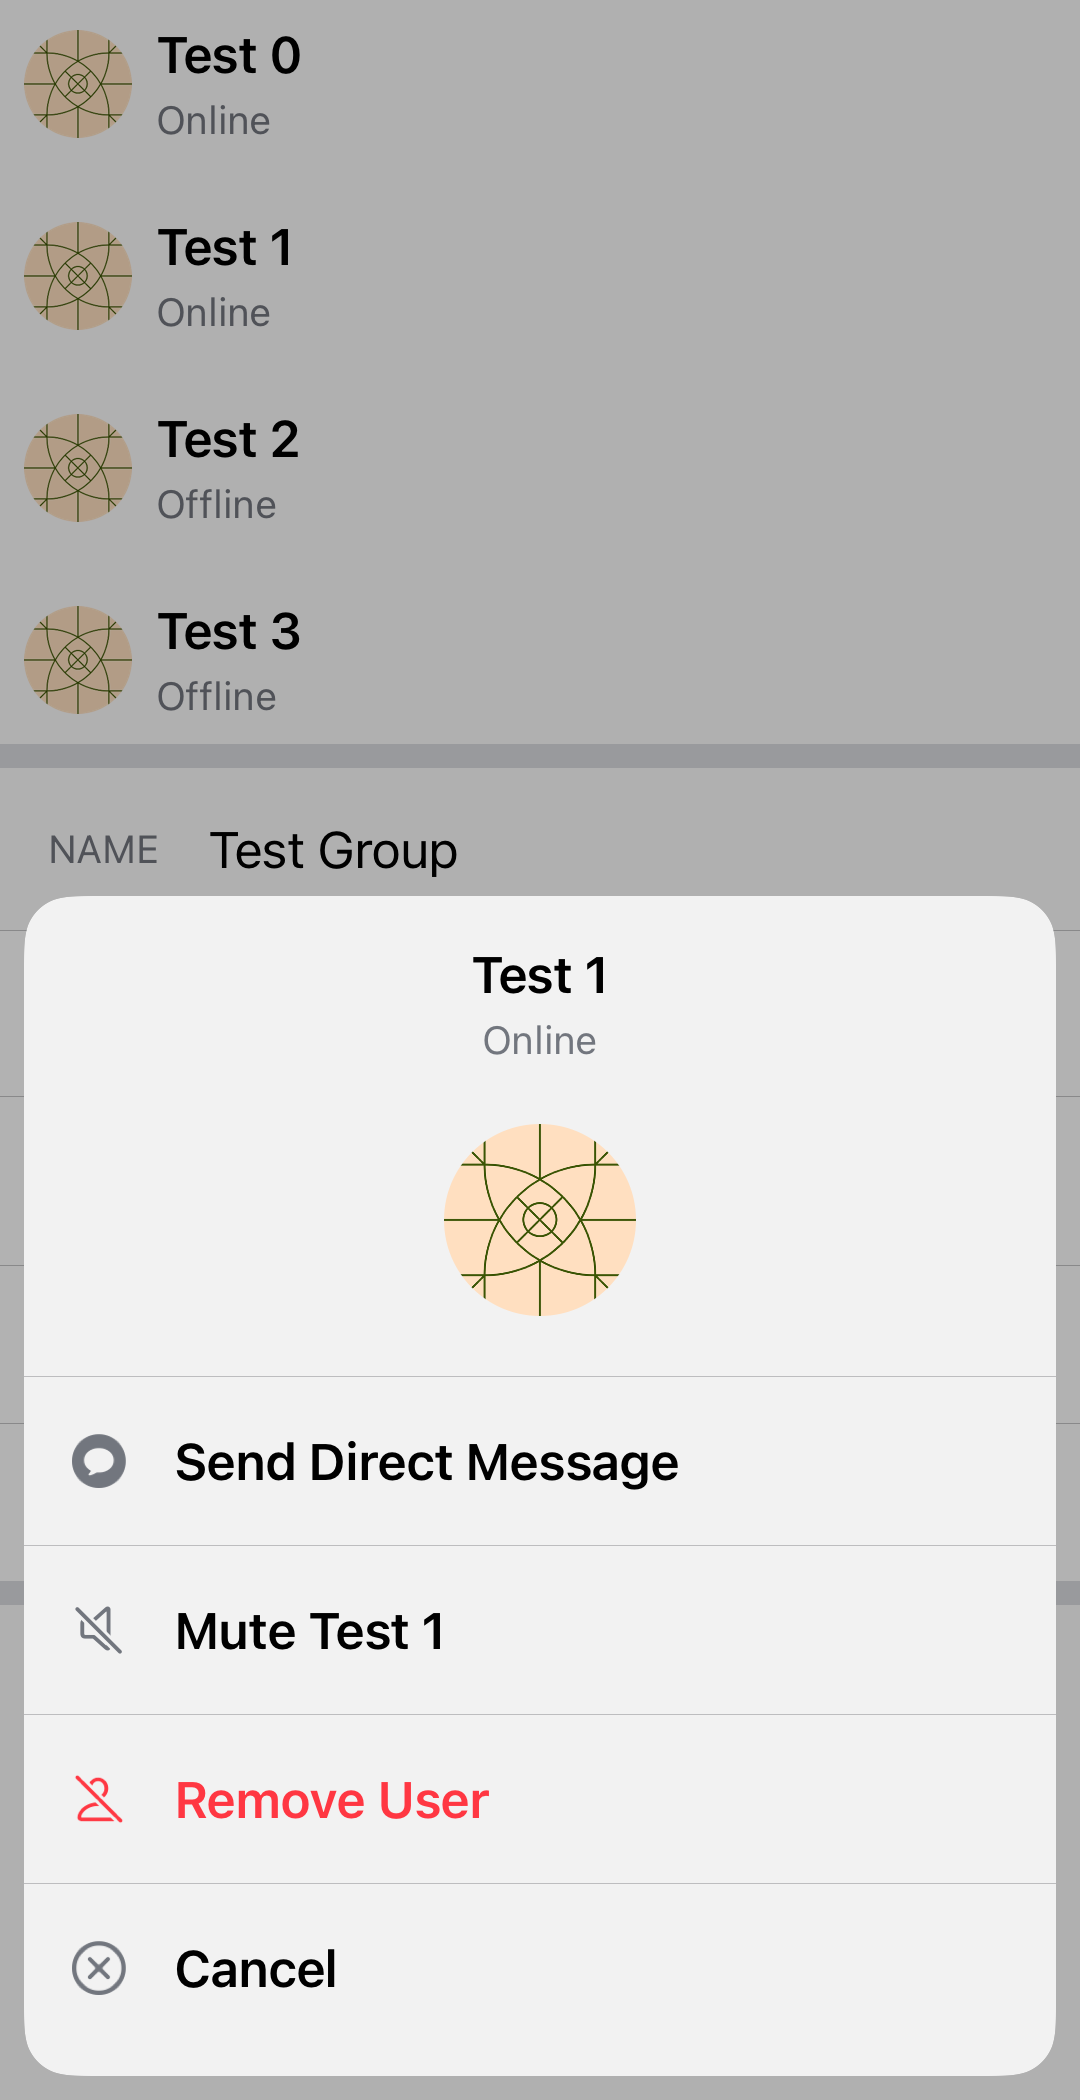 Test 0
Online
Test 1
Online
Test 2
Offline
Test 3
Offline
NAME Test Group
Test 1
Online
Send Direct Message
Mute Test 1
Remove User
Cancel